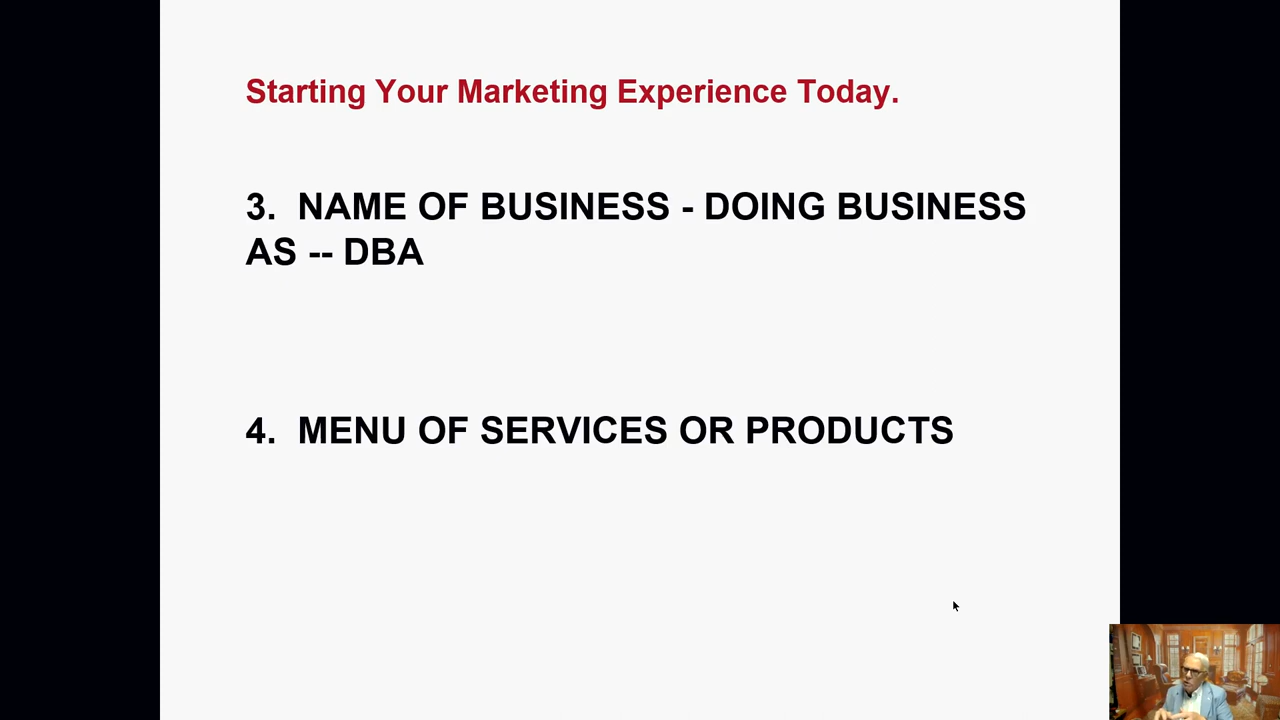 Starting Your Marketing Experience Today.
3.  NAME OF BUSINESS - DOING BUSINESS
AS -- DBA
4.  MENU OF SERVICES OR PRODUCTS